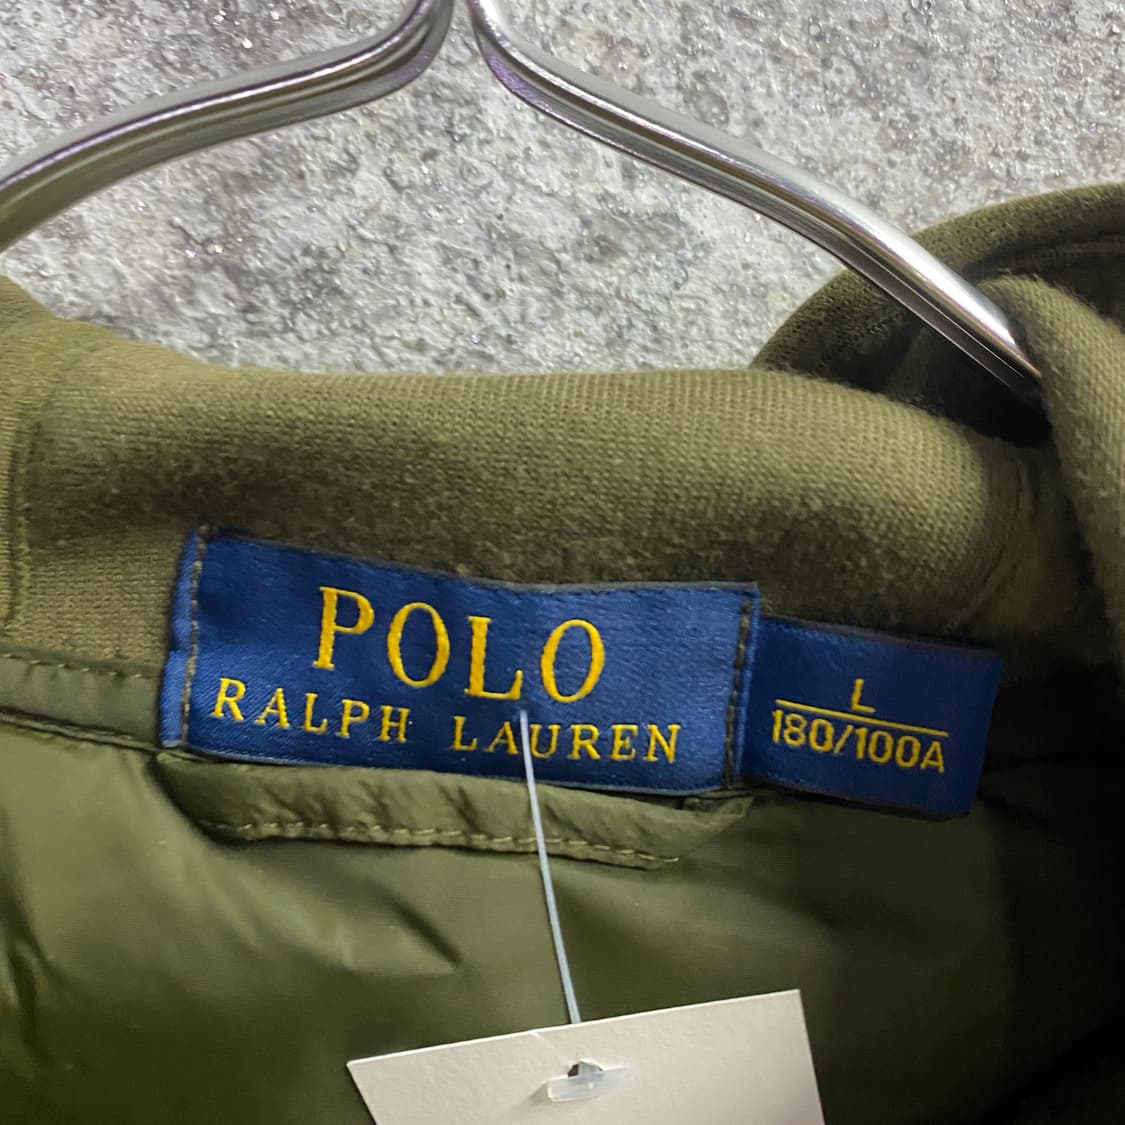 POLO
RALPH LAUREN
L
180/100A